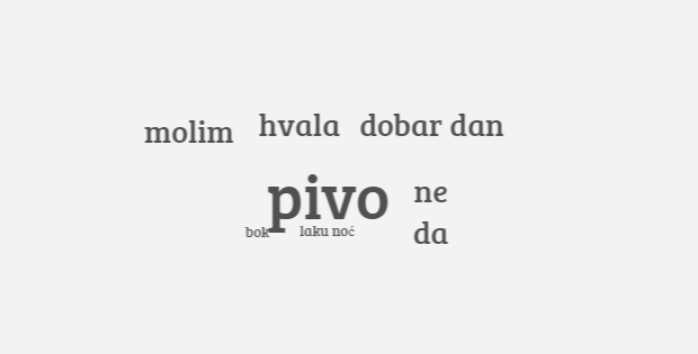 molim hvala dobar dan
pivo ne
bok laku noć da